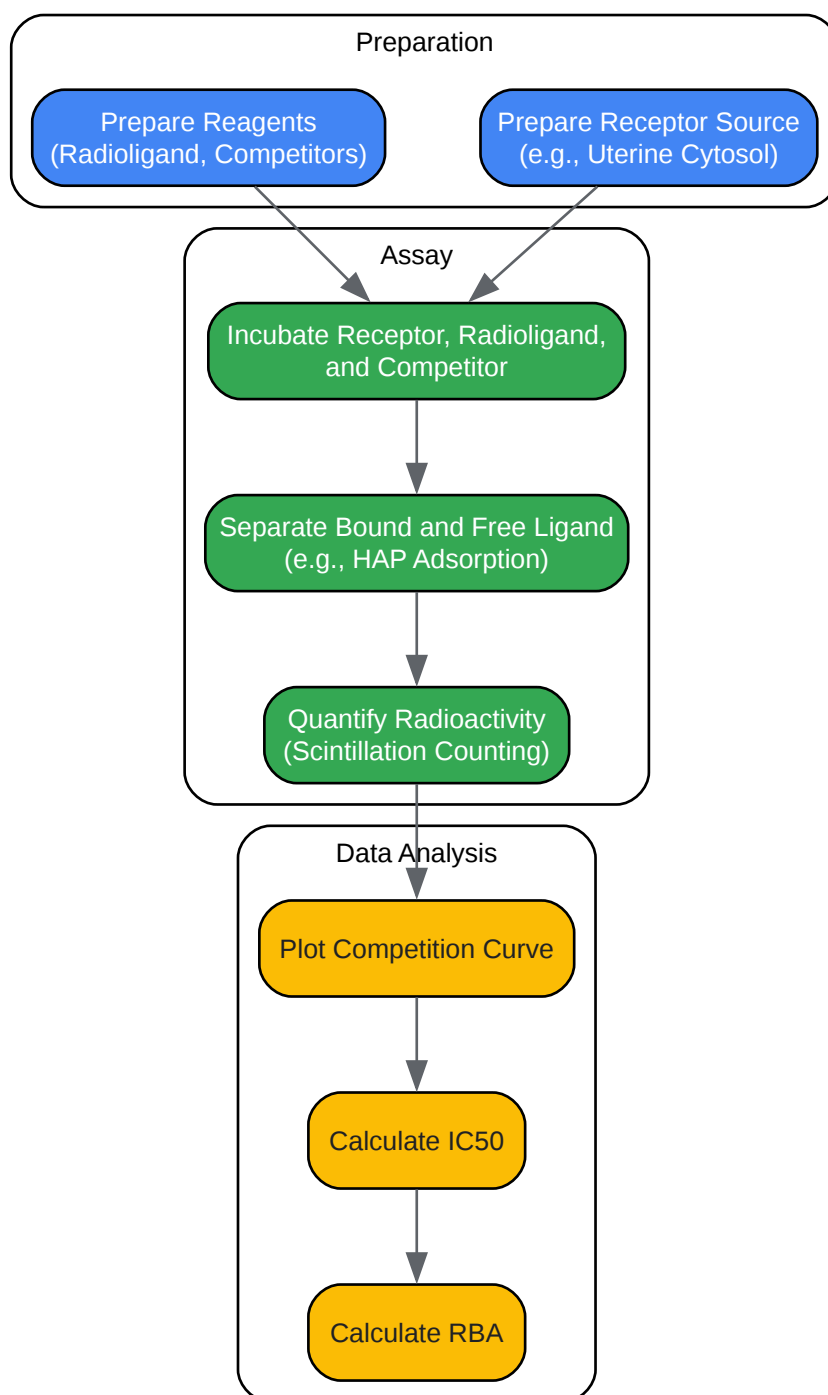 Preparation
Prepare Reagents
(Radioligand, Competitors)
Prepare Receptor Source
(e.g., Uterine Cytosol)
Assay
Incubate Receptor, Radioligand,
and Competitor
Separate Bound and Free Ligand
(e.g., HAP Adsorption)
Quantify Radioactivity
(Scintillation Counting)
Data Analysis
Plot Competition Curve
Calculate IC50
Calculate RBA